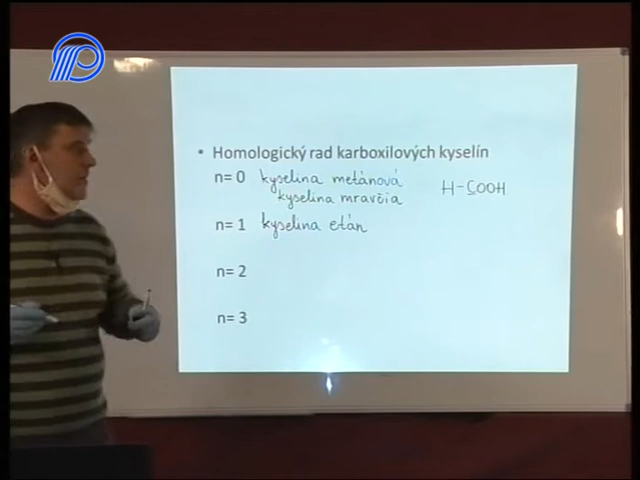 • Homologický rad karboxilových kyselín
n= 0 kyselina metánová H-COOH
kyselina mravčia
n= 1 kyselina etán
n= 2
n= 3